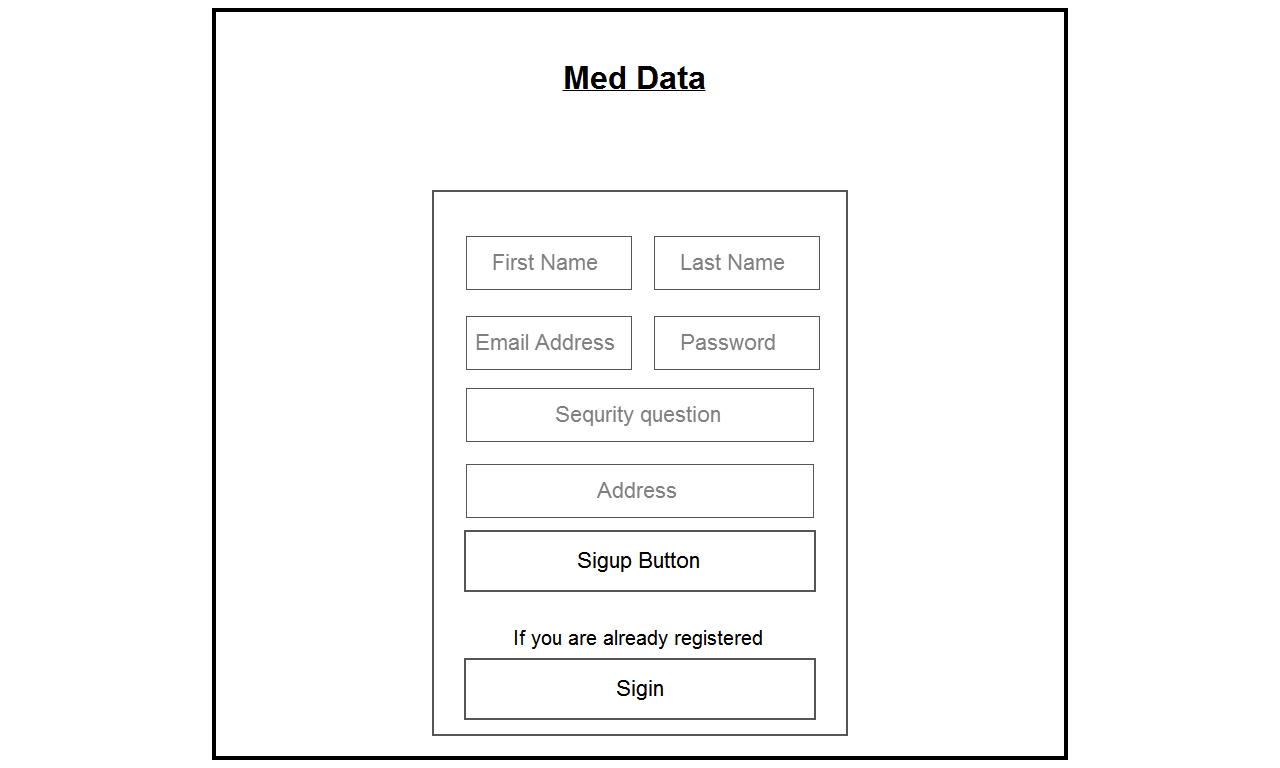 Med Data
First Name Last Name
Email Address Password
Sequrity question
Address
Sigup Button
If you are already registered
Sigin